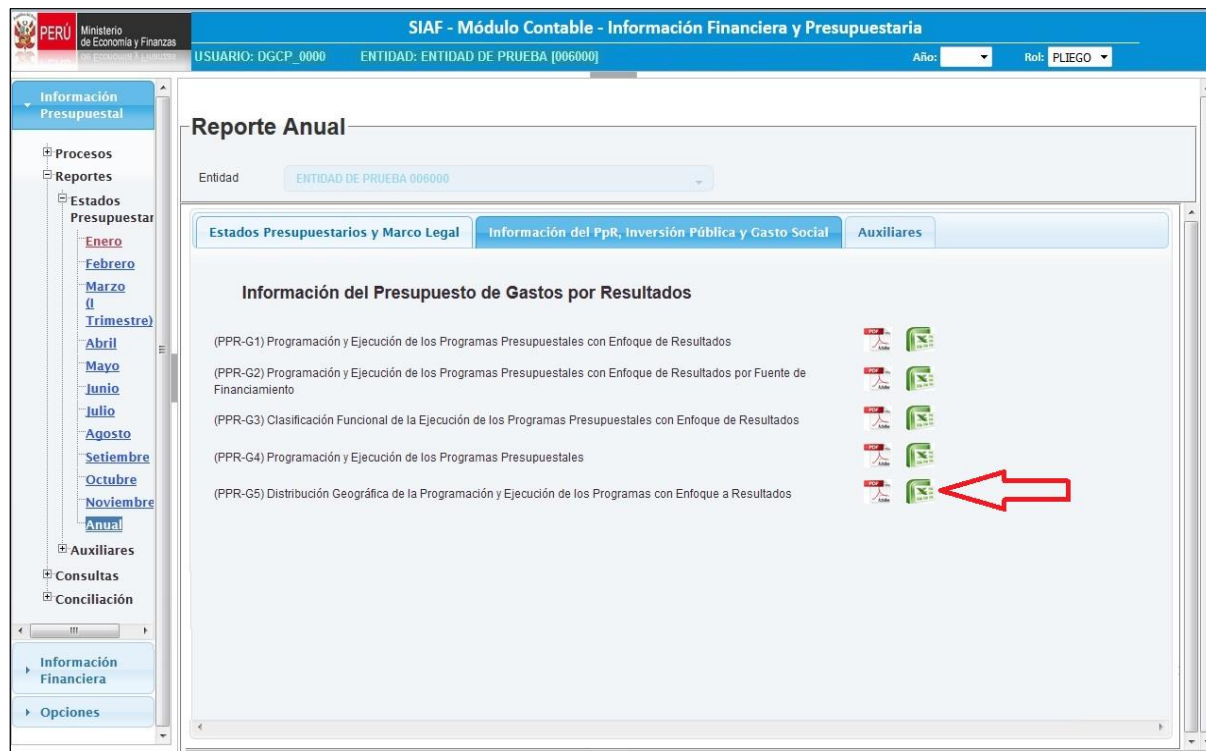 PERÚ
Ministerio
de Economía y Finanzas
SIAF - Módulo Contable - Información Financiera y Presupuestaria
USUARIO: DGCP_0000 ENTIDAD: ENTIDAD DE PRUEBA [006000] Año: Rol: PLIEGO
Información
Presupuestal
Procesos
Reportes
Estados
Presupuestar
Enero
Febrero
Marzo
(I
Trimestre)
Abril
Mayo
Junio
Julio
Agosto
Setiembre
Octubre
Noviembre
Anual
Auxiliares
Consultas
Conciliación
Información
Financiera
Opciones
Reporte Anual
Entidad ENTIDAD DE PRUEBA 006000
Estados Presupuestarios y Marco Legal Información del PpR, Inversión Pública y Gasto Social Auxiliares
Información del Presupuesto de Gastos por Resultados
(PPR-G1) Programación y Ejecución de los Programas Presupuestales con Enfoque de Resultados
(PPR-G2) Programación y Ejecución de los Programas Presupuestales con Enfoque de Resultados por Fuente de
Financiamiento
(PPR-G3) Clasificación Funcional de la Ejecución de los Programas Presupuestales con Enfoque de Resultados
(PPR-G4) Programación y Ejecución de los Programas Presupuestales
(PPR-G5) Distribución Geográfica de la Programación y Ejecución de los Programas con Enfoque a Resultados